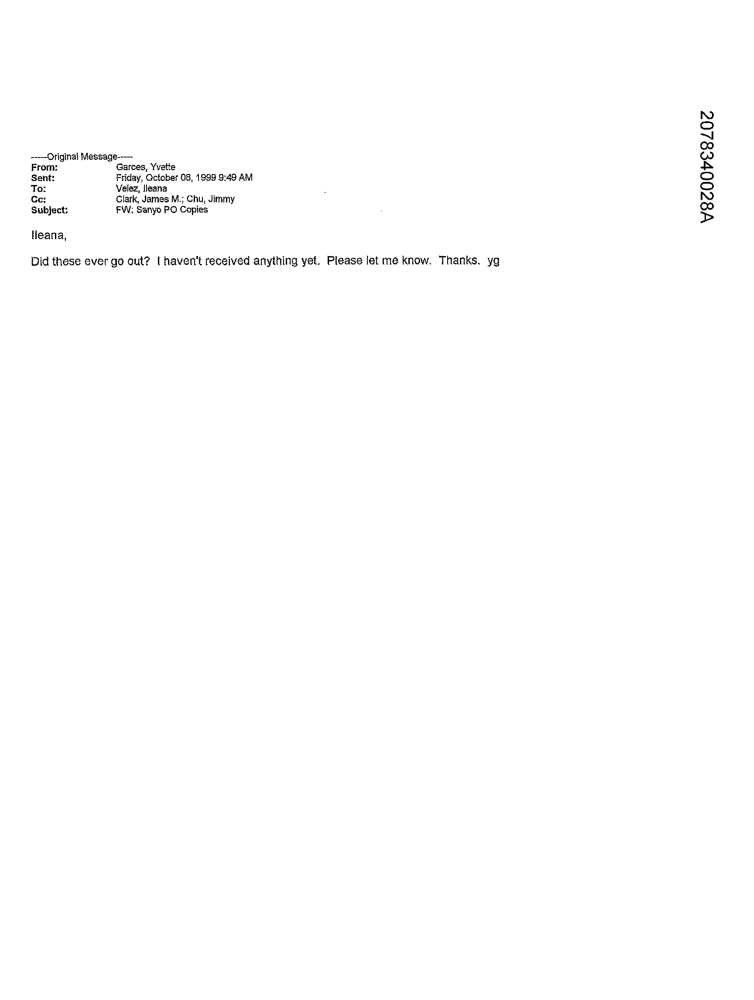 -----Original Message-----
From: Garces, Yvette
Sent: Friday, October 08, 1999 9:49 AM
To: Velez, Ileana
Cc: Clark, James M.; Chu, Jimmy
Subject: FW: Sanyo PO Copies
Ileana,
Did these ever go out? I haven't received anything yet. Please let me know. Thanks. yg
2078340028A